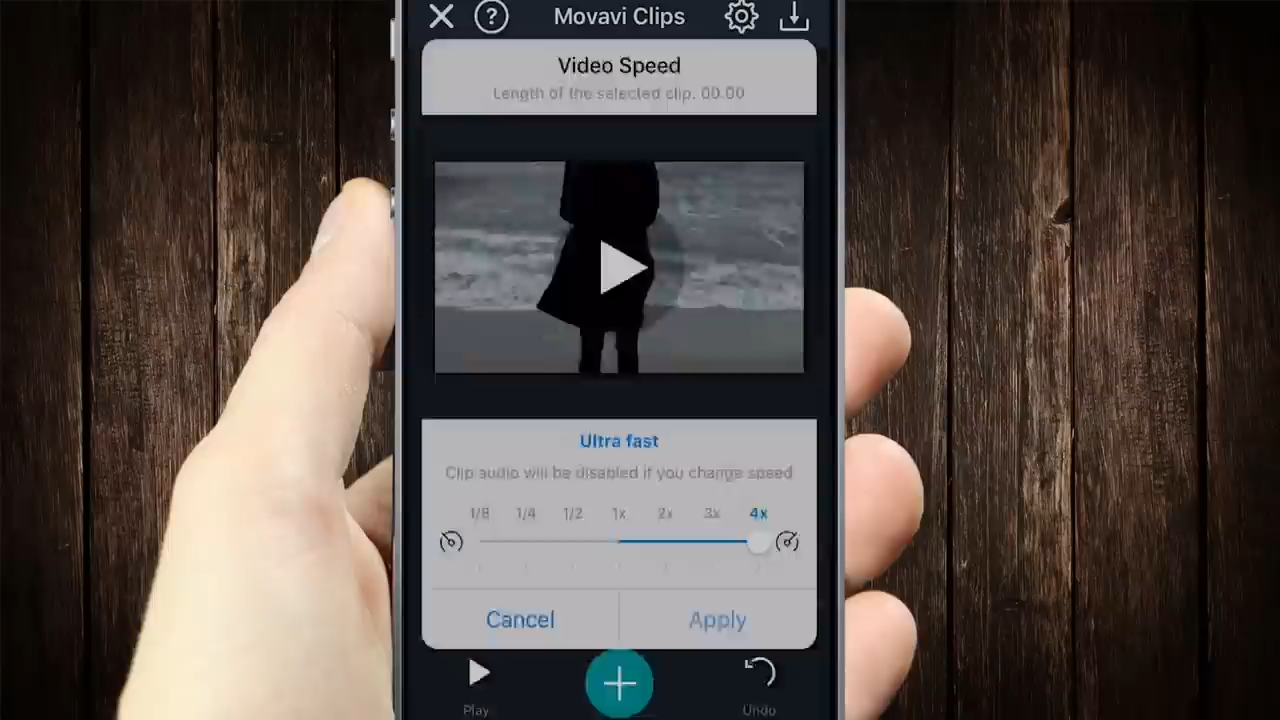 Movavi Clips
Video Speed
Length of the selected clip. 00.00
Ultra fast
Clip audio will be disabled if you change speed
1/8 1/4 1/2 1x 2x 3x 4x
Cancel Apply
Play Undo